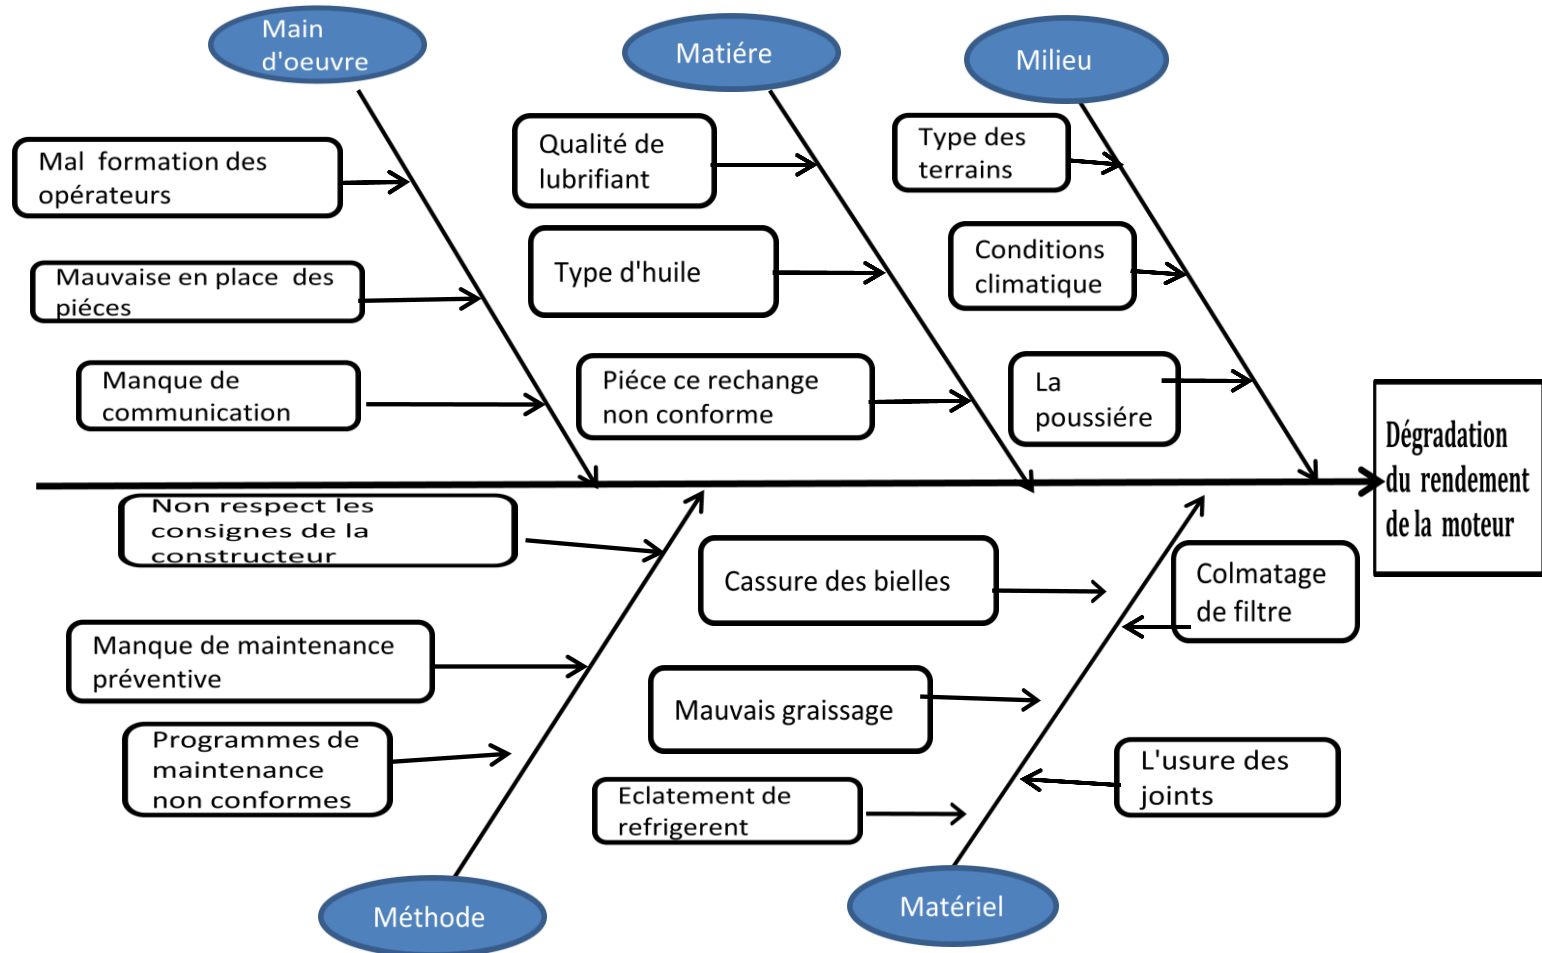 Main
d'oeuvre
Matiére
Milieu
Mal formation des
opérateurs
Mauvaise en place des
piéces
Manque de
communication
Qualité de
lubrifiant
Type d'huile
Piéce ce rechange
non conforme
Type des
terrains
Conditions
climatique
La
poussiére
Dégradation
du rendement
de la moteur
Non respect les
consignes de la
constructeur
Manque de maintenance
préventive
Programmes de
maintenance
non conformes
Cassure des bielles
Mauvais graissage
Eclatement de
refrigerent
Colmatage
de filtre
L'usure des
joints
Méthode
Matériel